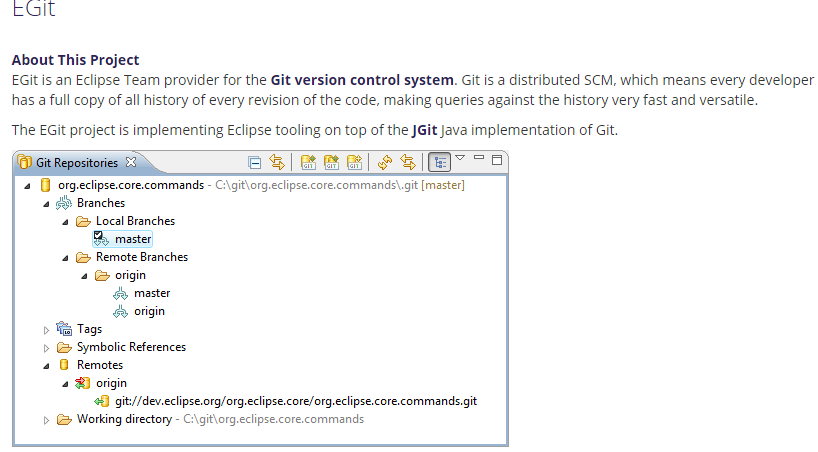 EGit
About This Project
EGit is an Eclipse Team provider for the Git version control system. Git is a distributed SCM, which means every developer
has a full copy of all history of every revision of the code, making queries against the history very fast and versatile.
The EGit project is implementing Eclipse tooling on top of the JGit Java implementation of Git.
Git Repositories
GIT GIT GIT
org.eclipse.core.commands - C:\git\org.eclipse.core.commands\.git [master]
Branches
Local Branches
master
Remote Branches
origin
master
origin
Tags
Symbolic References
Remotes
origin
git://dev.eclipse.org/org.eclipse.core/org.eclipse.core.commands.git
Working directory - C:\git\org.eclipse.core.commands